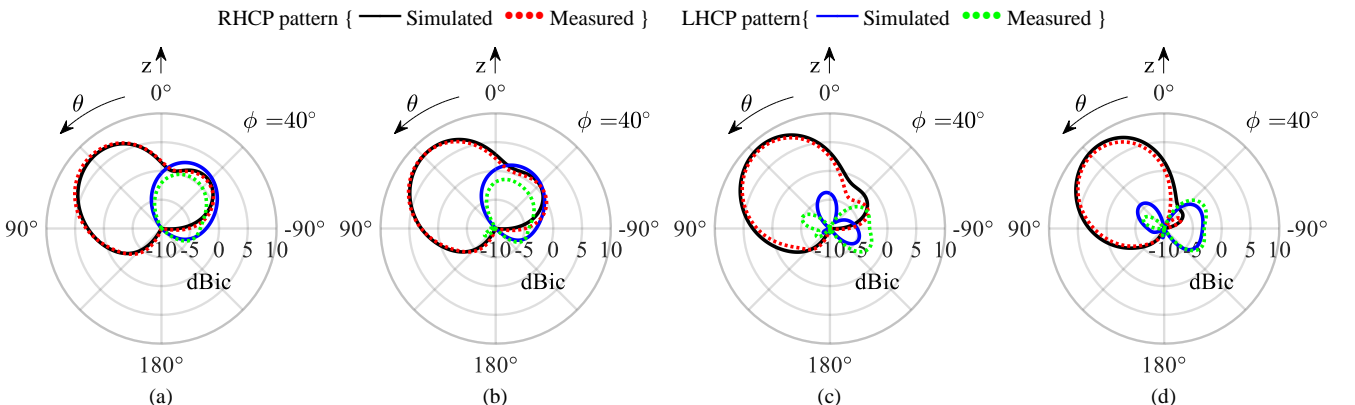 RHCP pattern { Simulated Measured } LHCP pattern{ Simulated Measured }
z z z z
0° 0° 0° 0°
θ θ θ θ
ϕ =40° ϕ =40° ϕ =40° ϕ =40°
90° -90° 90° -90° 90° -90° 90° -90°
-10 -5 0 5 10 -10 -5 0 5 10 -10 -5 0 5 10 -10 -5 0 5 10
dBic dBic dBic dBic
180° 180° 180° 180°
(a) (b) (c) (d)